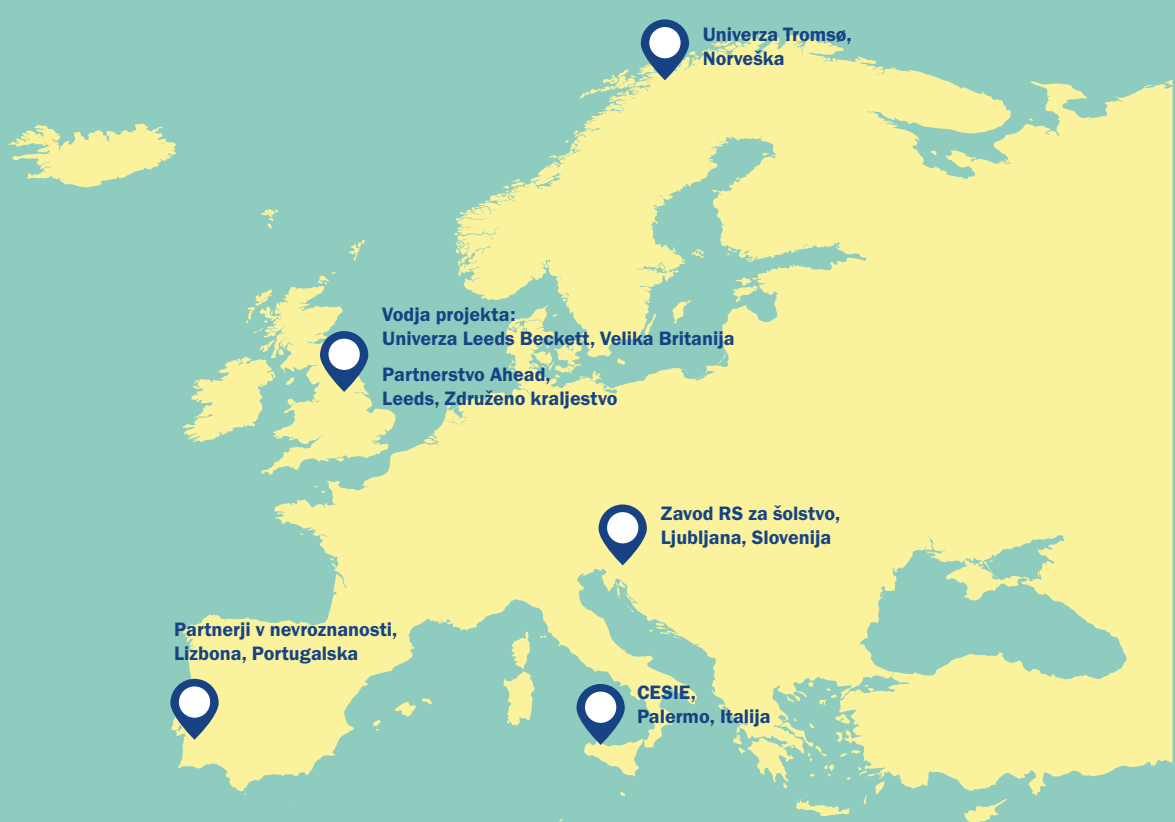 Univerza Tromsø,
Norveška
Vodja projekta:
Univerza Leeds Beckett, Velika Britanija
Partnerstvo Ahead,
Leeds, Združeno kraljestvo
Zavod RS za šolstvo,
Ljubljana, Slovenija
Partnerji v nevroznanosti,
Lizbona, Portugalska
CESIE,
Palermo, Italija